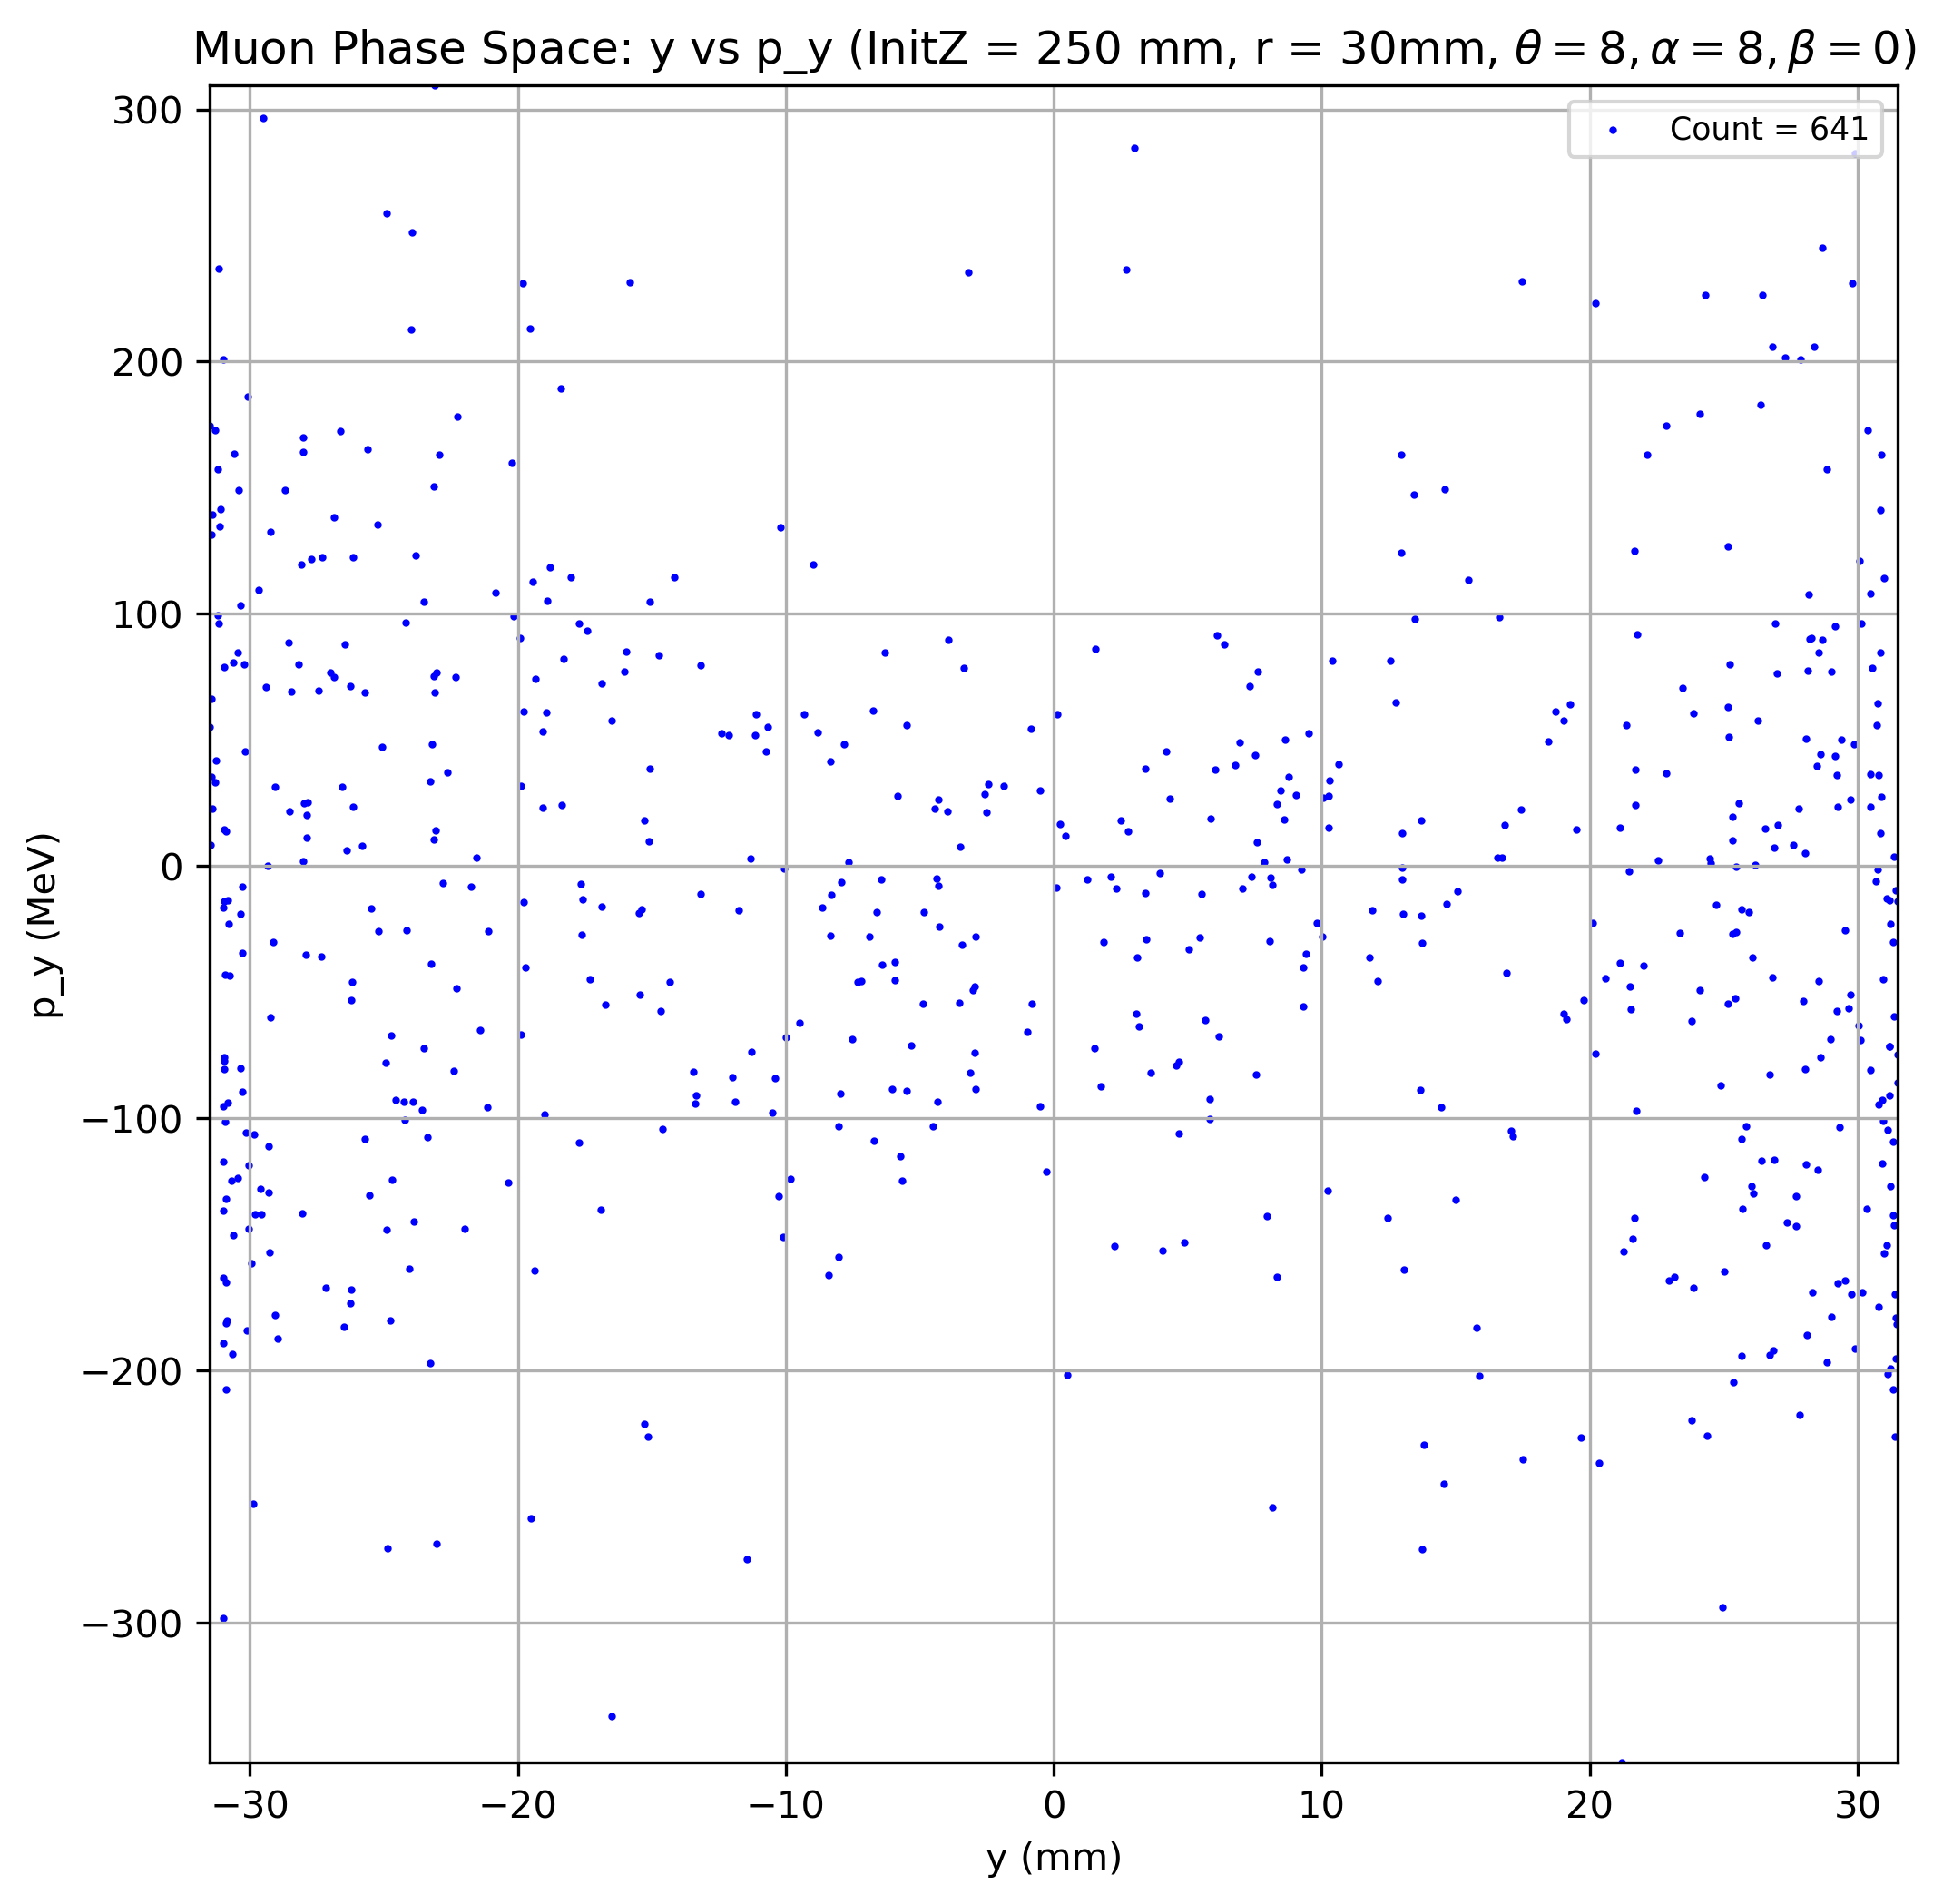 Muon Phase Space: y vs p_y (InitZ = 250 mm, r = 30mm, θ = 8, α = 8, β = 0)
Count = 641
300
200
100
0
−100
−200
−300
p_y (MeV)
−30 −20 −10 0 10 20 30
y (mm)